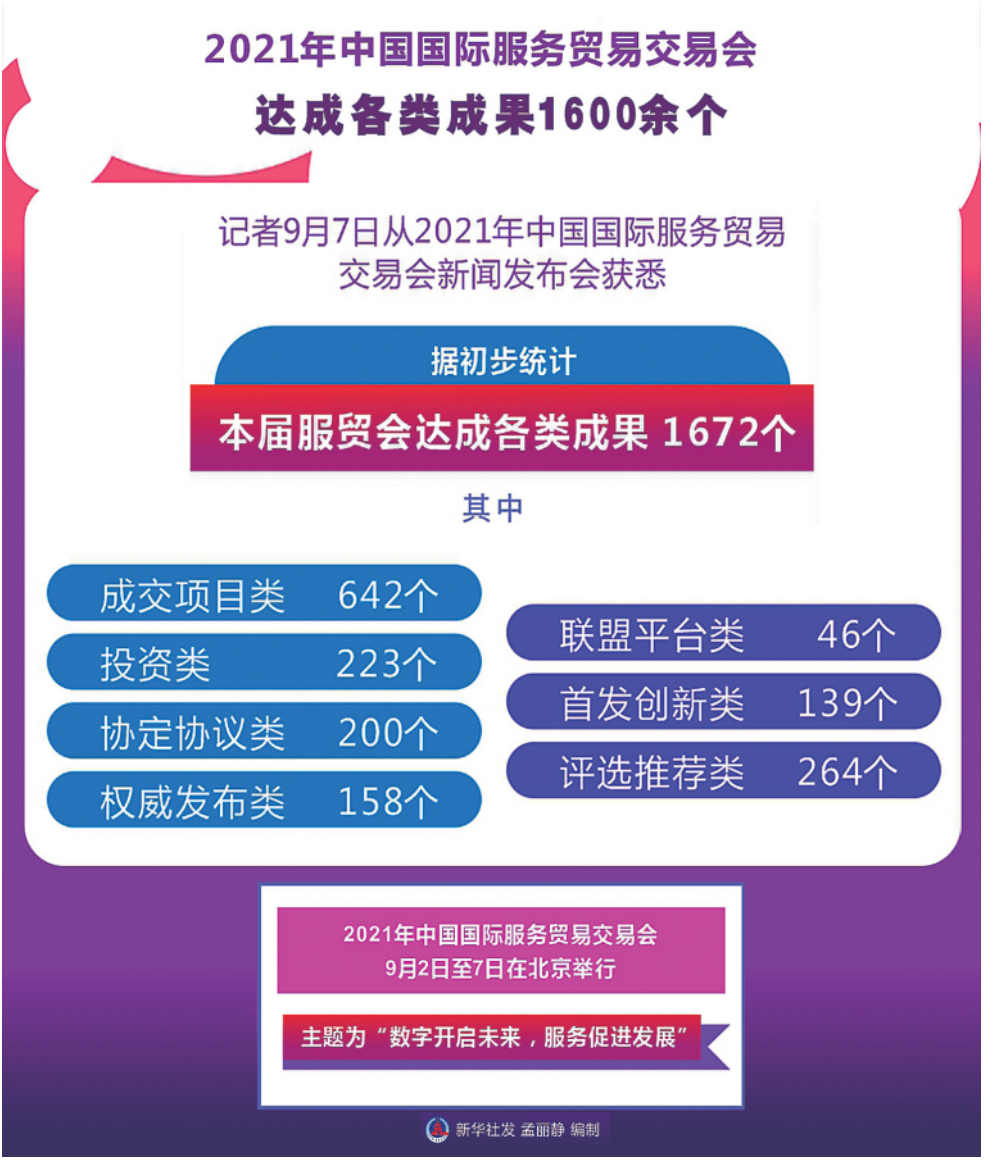 2021年中国国际服务贸易交易会
达成各类成果1600余个
记者9月7日从2021年中国国际服务贸易
交易会新闻发布会获悉
据初步统计
本届服贸会达成各类成果 1672个
其中
成交项目类 642个
投资类 223个
协定协议类 200个
权威发布类 158个
联盟平台类 46个
首发创新类 139个
评选推荐类 264个
2021年中国国际服务贸易交易会
9月2日至7日在北京举行
主题为“数字开启未来，服务促进发展”
新华社发 孟丽静 编制